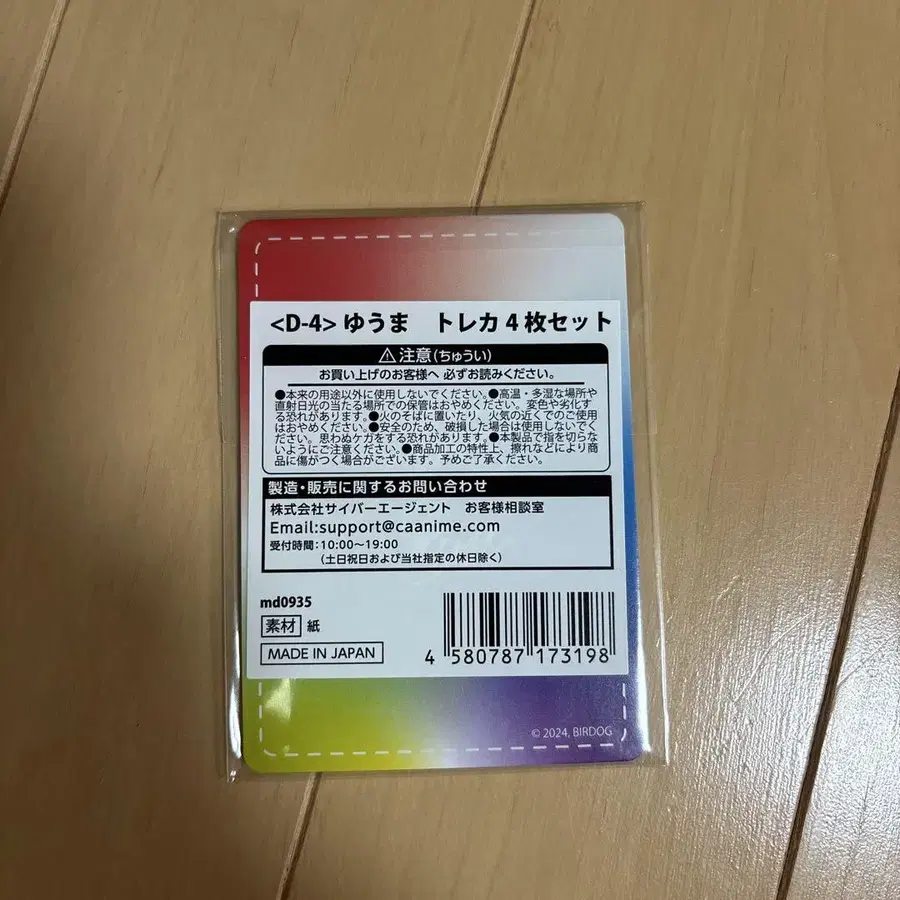 <D-4> ゆうま　トレカ 4 枚セット
⚠注意(ちゅうい)
お買い上げのお客様へ 必ずお読みください。
●本来の用途以外に使用しないでください。●高温・多湿な場所や
直射日光の当たる場所での保管はおやめください。変色や劣化す
る恐れがあります。●火のそばに置いたり、火気の近くでのご使用
はおやめください。●安全のため、破損した場合は使用しないでく
ださい。思わぬケガをする恐れがあります。●本製品で指を切らな
いようにご注意ください。●商品加工の特性上、擦れなどにより商
品に傷がつく場合がございます。予めご了承ください。
製造・販売に関するお問い合わせ
株式会社サイバーエージェント　お客様相談室
Email:support@caanime.com
受付時間：10:00～19:00
(土日祝日および当社指定の休日除く)
md0935
素材 紙
MADE IN JAPAN
4 580787 173198
© 2024, BIRDOG